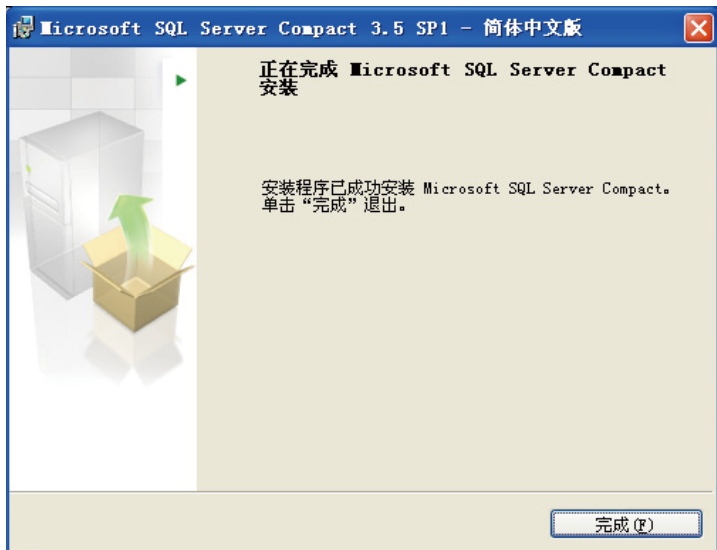 Microsoft SQL Server Compact 3.5 SP1 - 简体中文版
正在完成 Microsoft SQL Server Compact
安装
安装程序已成功安装 Microsoft SQL Server Compact。
单击“完成”退出。
完成(F)